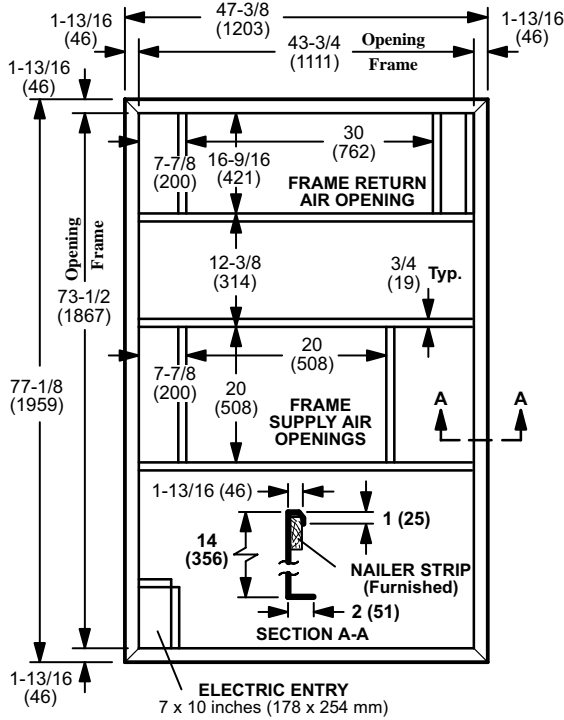 47-3/8
(1203)
1-13/16
(46)
1-13/16
(46)
43-3/4
(1111)
Opening
Frame
1-13/16
(46)
30
(762)
7-7/8
(200)
16-9/16
(421)
FRAME RETURN
AIR OPENING
Opening
Frame
12-3/8
(314)
3/4
(19)
Typ.
73-1/2
(1867)
77-1/8
(1959)
20
(508)
7-7/8
(200)
20
(508)
FRAME
SUPPLY AIR
OPENINGS
A A
1-13/16 (46)
1 (25)
14
(356)
NAILER STRIP
(Furnished)
2 (51)
SECTION A-A
1-13/16
(46)
ELECTRIC ENTRY
7 x 10 inches (178 x 254 mm)